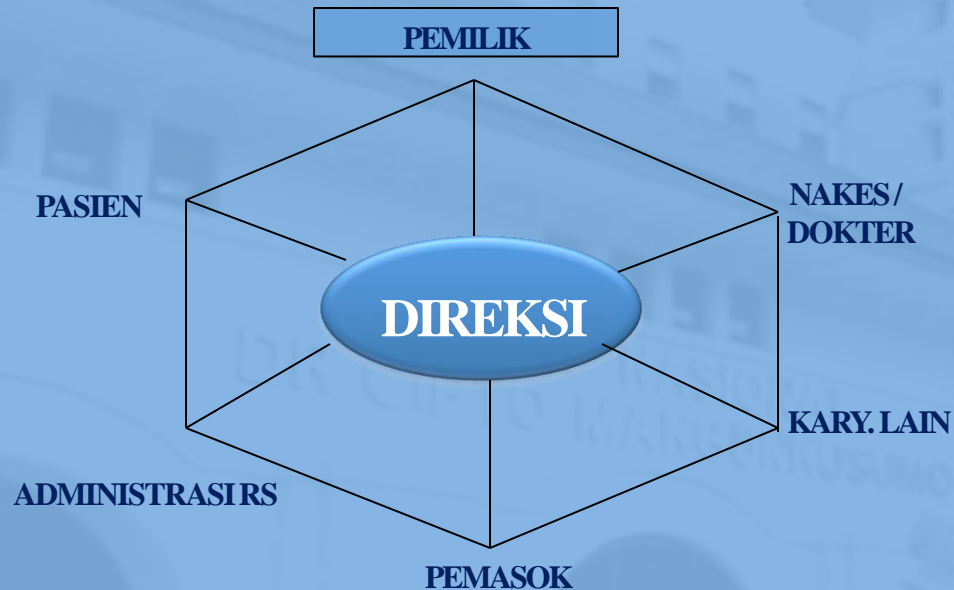 PEMILIK
PASIEN
NAKES /
DOKTER
DIREKSI
KARY. LAIN
ADMINISTRASI RS
PEMASOK